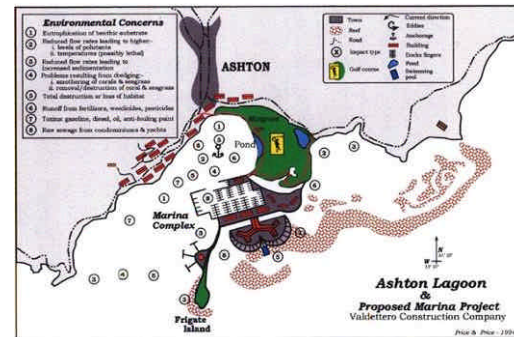 Environmental Concerns
1 Eutrophication of benthic substrate
2 Reduced flow rates leading to higher:-
i. levels of pollutants
ii. temperatures (possibly lethal)
3 Reduced flow rates leading to
increased sedimentation
4 Problems resulting from dredging:-
i. smothering of corals & seagrass
ii. removal/destruction of coral & seagrass
5 Total destruction or loss of habitat
6 Runoff from fertilizers, weedicides, pesticides
7 Toxins: gasoline, diesel, oil, anti-fouling paint
8 Raw sewage from condominiums & yachts
Town
Reef
Road
Impact type
Golf course
Current direction
Eddies
Anchorage
Building
Docks fingers
Pond
Swimming
pool
ASHTON
Mangrove
Pond
Marina
Complex
Frigate
Island
N
W
Ashton Lagoon
&
Proposed Marina Project
Valdettero Construction Company
Price & Price - 1994